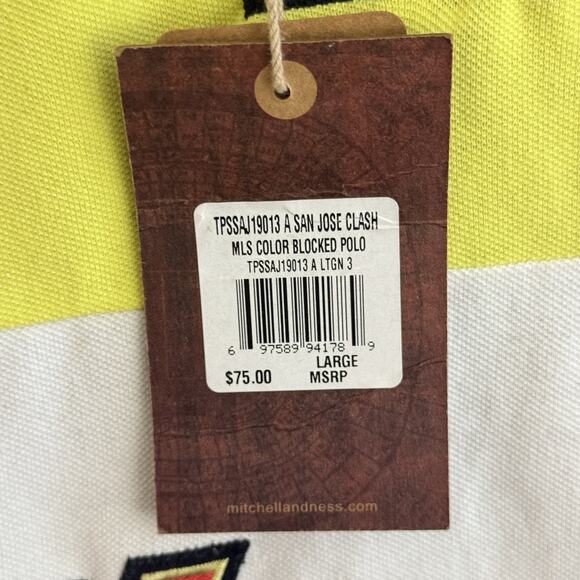 TPSSAJ19013 A SAN JOSE CLASH
MLS COLOR BLOCKED POLO
TPSSAJ19013 A LTGN 3
6 97589 94178 9
LARGE
$75.00 MSRP
mitchellandness.com